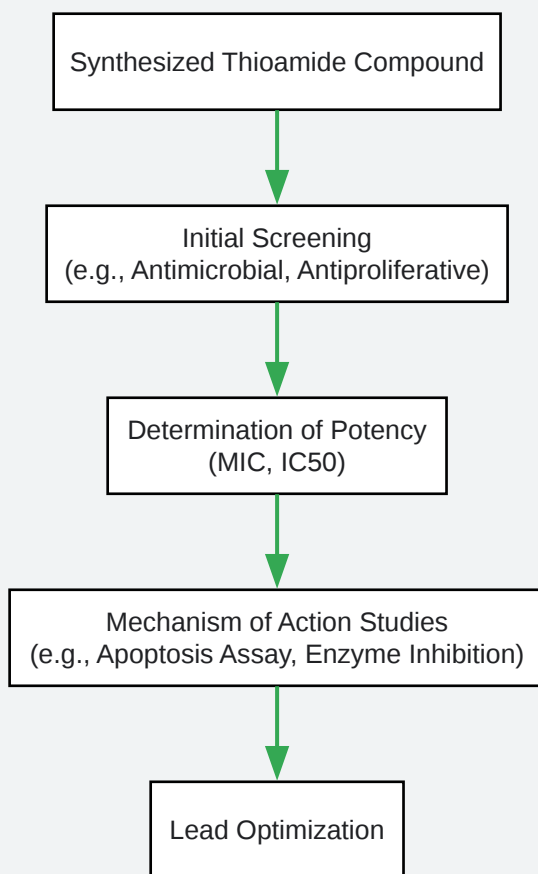 Synthesized Thioamide Compound
Initial Screening
(e.g., Antimicrobial, Antiproliferative)
Determination of Potency
(MIC, IC50)
Mechanism of Action Studies
(e.g., Apoptosis Assay, Enzyme Inhibition)
Lead Optimization